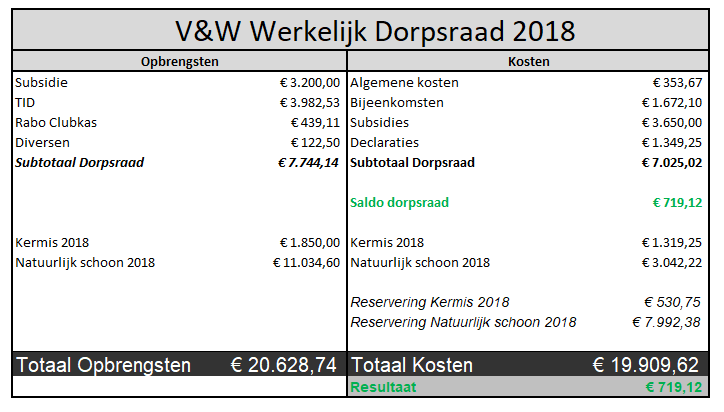 V&W Werkelijk Dorpsraad 2018
Opbrengsten Kosten
Subsidie € 3.200,00 Algemene kosten € 353,67
TID € 3.982,53 Bijeenkomsten € 1.672,10
Rabo Clubkas € 439,11 Subsidies € 3.650,00
Diversen € 122,50 Declaraties € 1.349,25
Subtotaal Dorpsraad € 7.744,14 Subtotaal Dorpsraad € 7.025,02
Saldo dorpsraad € 719,12
Kermis 2018 € 1.850,00 Kermis 2018 € 1.319,25
Natuurlijk schoon 2018 € 11.034,60 Natuurlijk schoon 2018 € 3.042,22
Reservering Kermis 2018 € 530,75
Reservering Natuurlijk schoon 2018 € 7.992,38
Totaal Opbrengsten € 20.628,74 Totaal Kosten € 19.909,62
Resultaat € 719,12